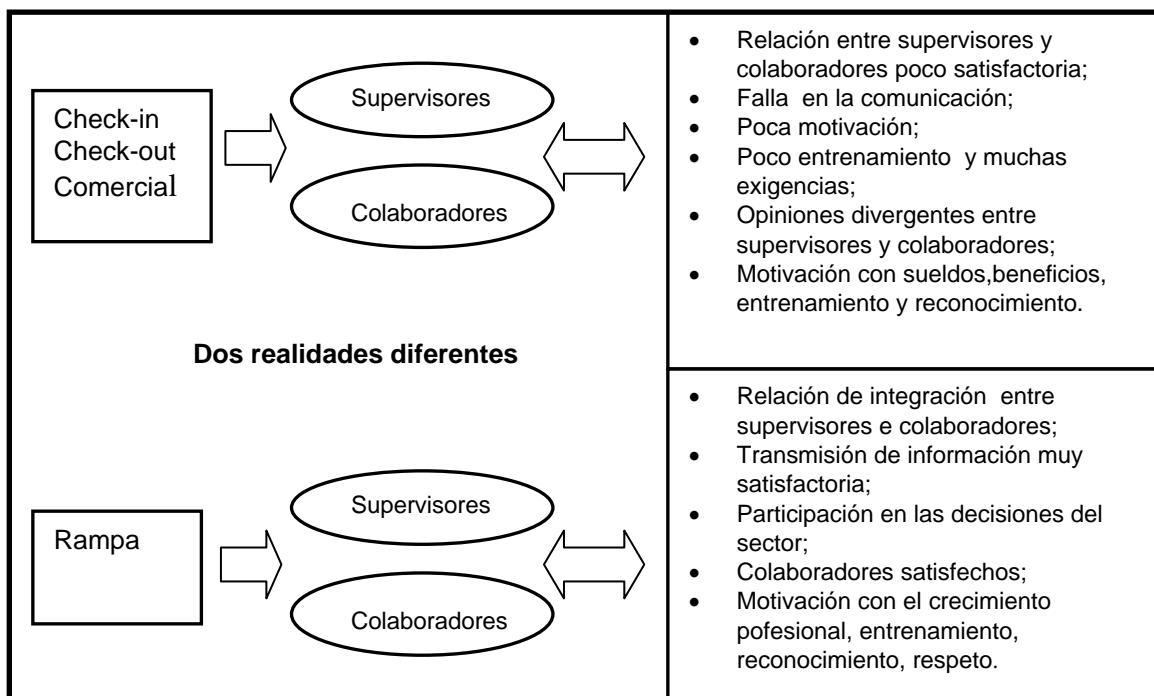 Check-in
Check-out
Comercial
Supervisores
Colaboradores
• Relación entre supervisores y
colaboradores poco satisfactoria;
• Falla en la comunicación;
• Poca motivación;
• Poco entrenamiento y muchas
exigencias;
• Opiniones divergentes entre
supervisores y colaboradores;
• Motivación con sueldos,beneficios,
entrenamiento y reconocimiento.
Dos realidades diferentes
Rampa
Supervisores
Colaboradores
• Relación de integración entre
supervisores e colaboradores;
• Transmisión de información muy
satisfactoria;
• Participación en las decisiones del
sector;
• Colaboradores satisfechos;
• Motivación con el crecimiento
pofesional, entrenamiento,
reconocimiento, respeto.